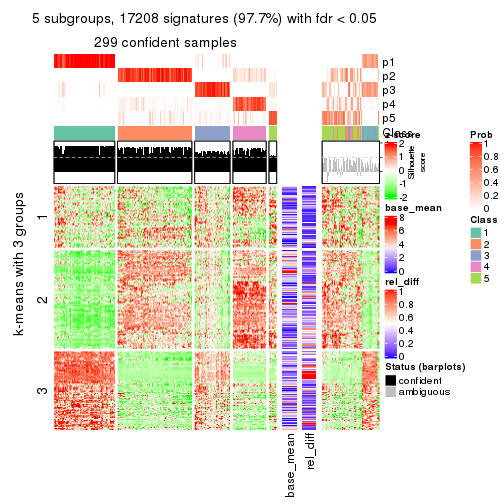 5 subgroups, 17208 signatures (97.7%) with fdr < 0.05
299 confident samples
p1
p2
p3
p4
p5
Class
z-score
2
1
0
-1
-2
Silhouette
score
Prob
1
0.8
0.6
0.4
0.2
0
base_mean
8
6
4
2
0
Class
1
2
3
4
5
rel_diff
1
0.8
0.6
0.4
0.2
0
Status (barplots)
confident
ambiguous
k-means with 3 groups
1
2
3
base_mean
rel_diff